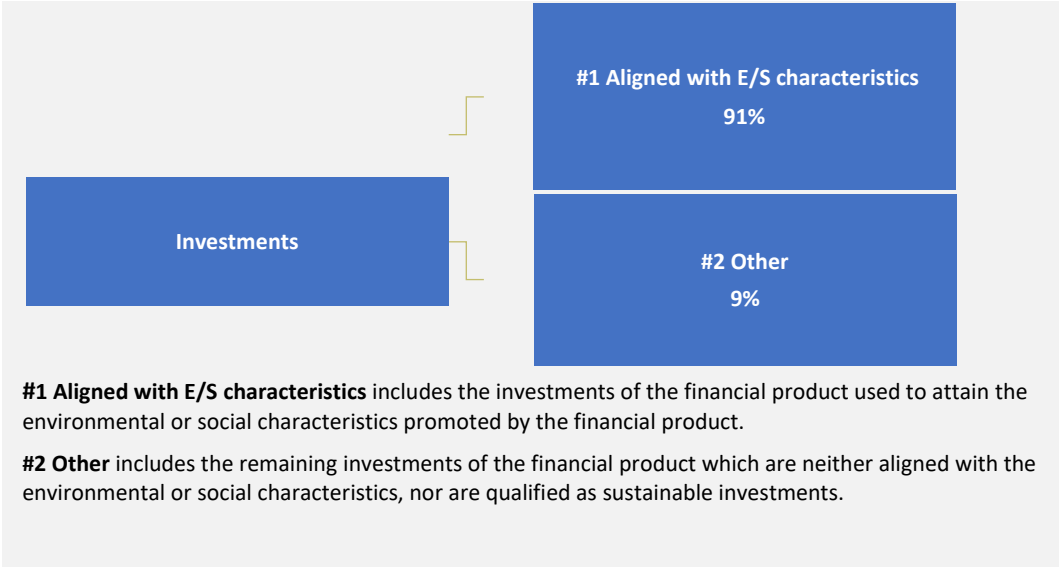 #1 Aligned with E/S characteristics
91%
Investments
#2 Other
9%
#1 Aligned with E/S characteristics includes the investments of the financial product used to attain the
environmental or social characteristics promoted by the financial product.
#2 Other includes the remaining investments of the financial product which are neither aligned with the
environmental or social characteristics, nor are qualified as sustainable investments.